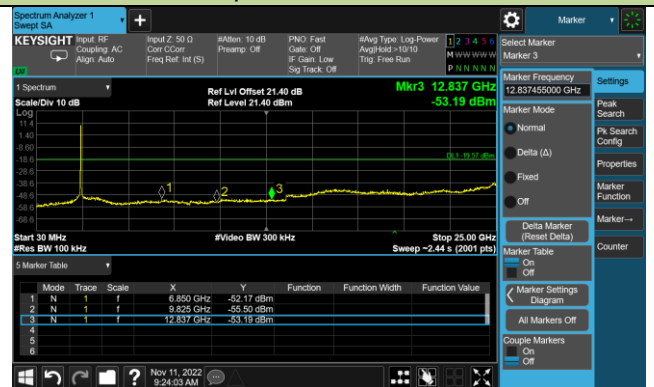 Spectrum Analyzer 1
Swept SA
Marker
KEYSIGHT
Input: RF
Coupling: AC
Align: Auto
Input Z: 50 Ω
Corr CCorr
Freq Ref: Int (S)
#Atten: 10 dB
Preamp: Off
PNO: Fast
Gate: Off
IF Gain: Low
Sig Track: Off
#Avg Type: Log-Power
Avg|Hold:>10/10
Trig: Free Run
1 2 3 4 5 6
M W W W W W
P N N N N N
LXI
Select Marker
Marker 3
1 Spectrum
Scale/Div 10 dB
Log
Ref Lvl Offset 21.40 dB
Ref Level 21.40 dBm
Mkr3 12.837 GHz
-53.19 dBm
11.4
1.40
-8.60
-18.6
-28.6
-38.6
-48.6
-58.6
-68.6
DL1 -19.57 dBm
1
2
3
Start 30 MHz
#Res BW 100 kHz
#Video BW 300 kHz
Stop 25.00 GHz
Sweep ~2.44 s (2001 pts)
5 Marker Table
Mode Trace Scale X Y Function Function Width Function Value
1 N 1 f 6.850 GHz -52.17 dBm
2 N 1 f 9.825 GHz -55.50 dBm
3 N 1 f 12.837 GHz -53.19 dBm
4
5
6
Marker Frequency
12.837455000 GHz
Marker Mode
Normal
Delta (Δ)
Fixed
Off
Delta Marker
(Reset Delta)
Marker Table
On
Off
Marker Settings
Diagram
All Markers Off
Couple Markers
On
Off
Settings
Peak
Search
Pk Search
Config
Properties
Marker
Function
Marker→
Counter
Nov 11, 2022
9:24:03 AM